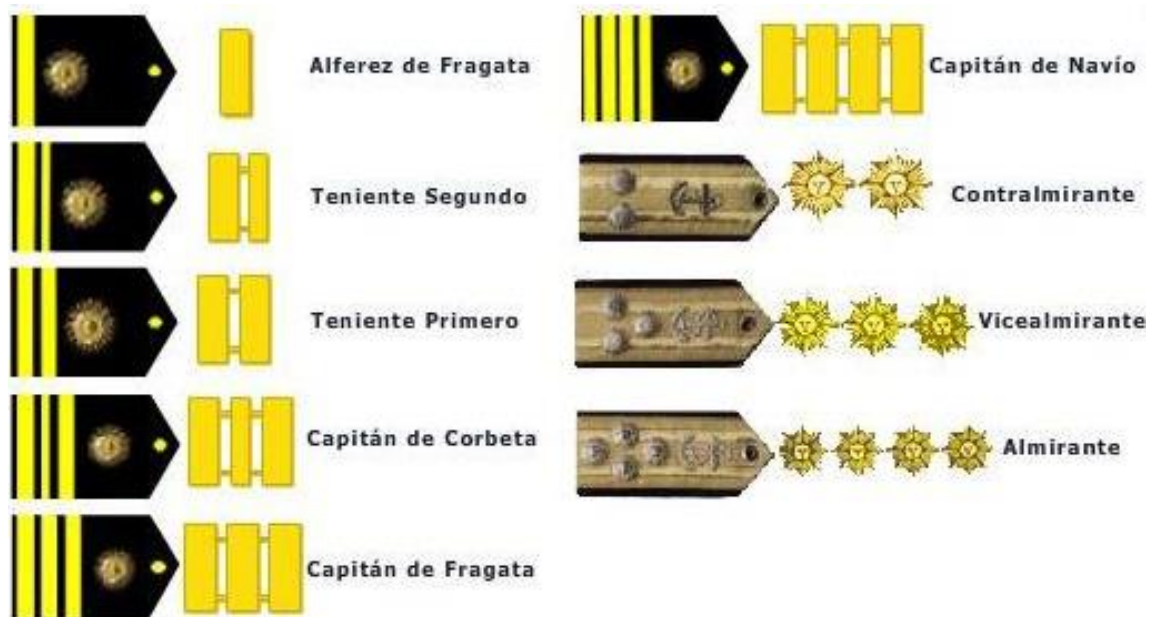 Alferez de Fragata
Teniente Segundo
Teniente Primero
Capitán de Corbeta
Capitán de Fragata
Capitán de Navío
Contralmirante
Vicealmirante
Almirante